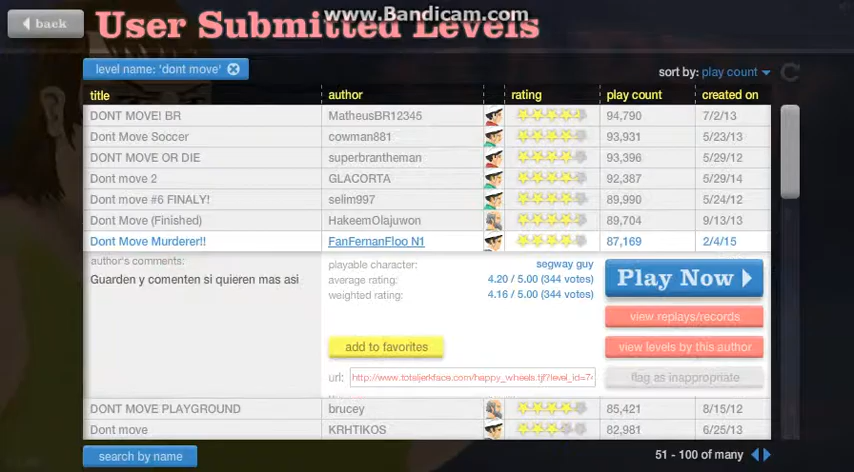 www.Bandicam.com
back
User Submitted Levels
level name: 'dont move'
sort by: play count
title author rating play count created on
DONT MOVE! BR MatheusBR12345 94,790 7/2/13
Dont Move Soccer cowman881 93,931 5/23/13
DONT MOVE OR DIE superbrantheman 93,396 5/29/12
Dont move 2 GLACORTA 92,387 5/29/14
Dont move #6 FINALY! selim997 89,990 5/24/12
Dont Move (Finished) HakeemOlajuwon 89,704 9/13/13
Dont Move Murderer!! FanFernanFloo N1 87,169 2/4/15
author's comments:
Guarden y comenten si quieren mas asi
playable character: segway guy
average rating: 4.20 / 5.00 (344 votes)
weighted rating: 4.16 / 5.00 (344 votes)
Play Now
view replays/records
add to favorites
view levels by this author
url: http://www.totaljerkface.com/happy_wheels.tjf?level_id=7
flag as inappropriate
DONT MOVE PLAYGROUND brucey 85,421 8/15/12
Dont move KRHTIKOS 82,981 6/25/13
search by name
51 - 100 of many